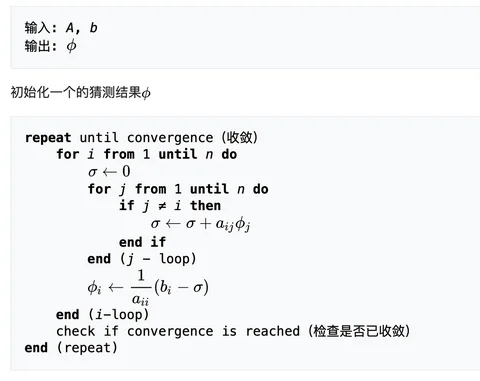 输入: A, b
输出: ϕ
初始化一个的猜测结果ϕ
repeat until convergence (收敛)
for i from 1 until n do
σ ← 0
for j from 1 until n do
if j ≠ i then
σ ← σ + aᵢⱼϕⱼ
end if
end (j - loop)
ϕᵢ ← 1/aᵢᵢ (bᵢ − σ)
end (i-loop)
check if convergence is reached (检查是否已收敛)
end (repeat)